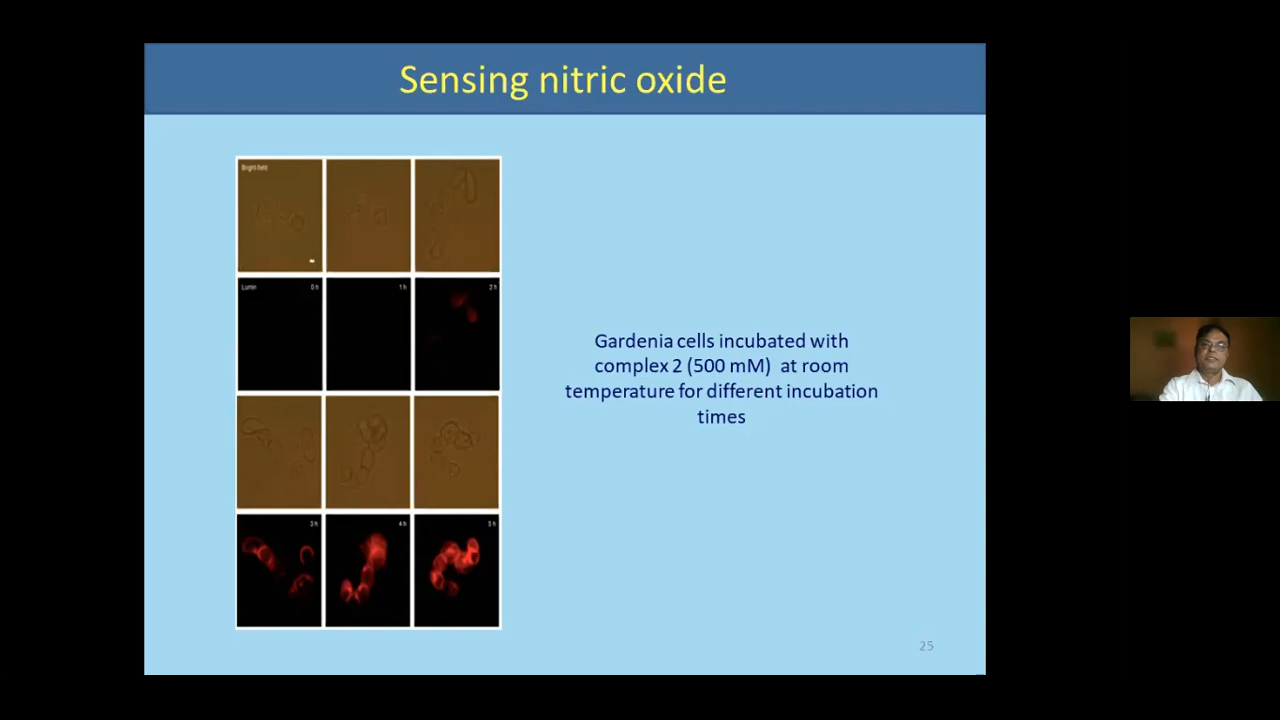 Sensing nitric oxide
Bright field
Lumin
0 h
1 h
2 h
Gardenia cells incubated with
complex 2 (500 mM) at room
temperature for different incubation
times
3 h
4 h
5 h
25